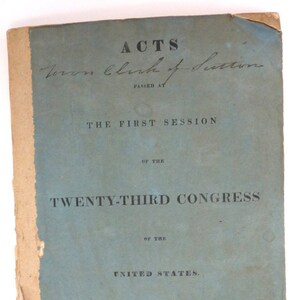 ACTS
Town Clerk of Sutton
PASSED AT
THE FIRST SESSION
OF THE
TWENTY-THIRD CONGRESS
OF THE
UNITED STATES.